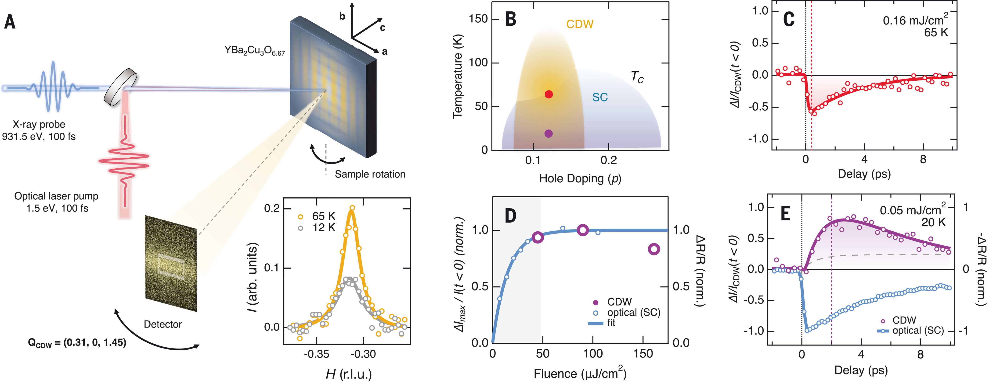 A
b
c
a
YBa₂Cu₃O₆.₆₇
X-ray probe
931.5 eV, 100 fs
Optical laser pump
1.5 eV, 100 fs
Sample rotation
Detector
Q_CDW = (0.31, 0, 1.45)
65 K
12 K
0.2
0.1
0.0
I (arb. units)
-0.35 -0.30
H (r.l.u.)
B
CDW
SC
T_C
150
100
50
0
Temperature (K)
0.1 0.2
Hole Doping (p)
C
0.16 mJ/cm²
65 K
1.0
0.5
0.0
-0.5
-1.0
ΔI/I_CDW(t < 0)
0 4 8
Delay (ps)
D
1.0
0.5
0.0
ΔI_max / I(t < 0) (norm.)
1.0
0.5
0.0
ΔR/R (norm.)
CDW
optical (SC)
fit
0 50 100 150
Fluence (μJ/cm²)
E
0.05 mJ/cm²
20 K
1.0
0.5
0.0
-0.5
-1.0
ΔI/I_CDW(t < 0)
1
0
-1
-ΔR/R (norm.)
CDW
optical (SC)
0 4 8
Delay (ps)